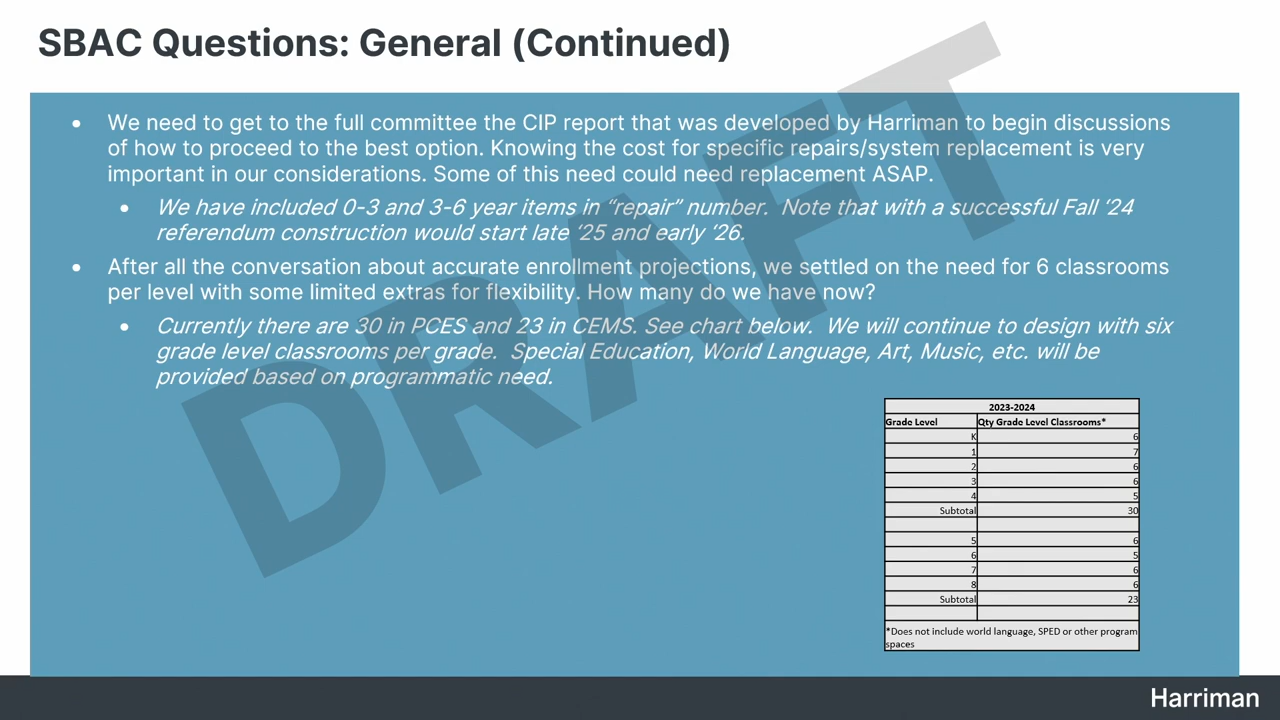 SBAC Questions: General (Continued)
• We need to get to the full committee the CIP report that was developed by Harriman to begin discussions
of how to proceed to the best option. Knowing the cost for specific repairs/system replacement is very
important in our considerations. Some of this need could need replacement ASAP.
• We have included 0-3 and 3-6 year items in “repair” number.  Note that with a successful Fall ‘24
referendum construction would start late ‘25 and early ‘26.
• After all the conversation about accurate enrollment projections, we settled on the need for 6 classrooms
per level with some limited extras for flexibility. How many do we have now?
• Currently there are 30 in PCES and 23 in CEMS. See chart below.  We will continue to design with six
grade level classrooms per grade.  Special Education, World Language, Art, Music, etc. will be
provided based on programmatic need.
DRAFT
2023-2024
Grade Level Qty Grade Level Classrooms*
K 6
1 7
2 6
3 6
4 5
Subtotal 30
5 6
6 5
7 6
8 6
Subtotal 23
*Does not include world language, SPED or other program
spaces
Harriman